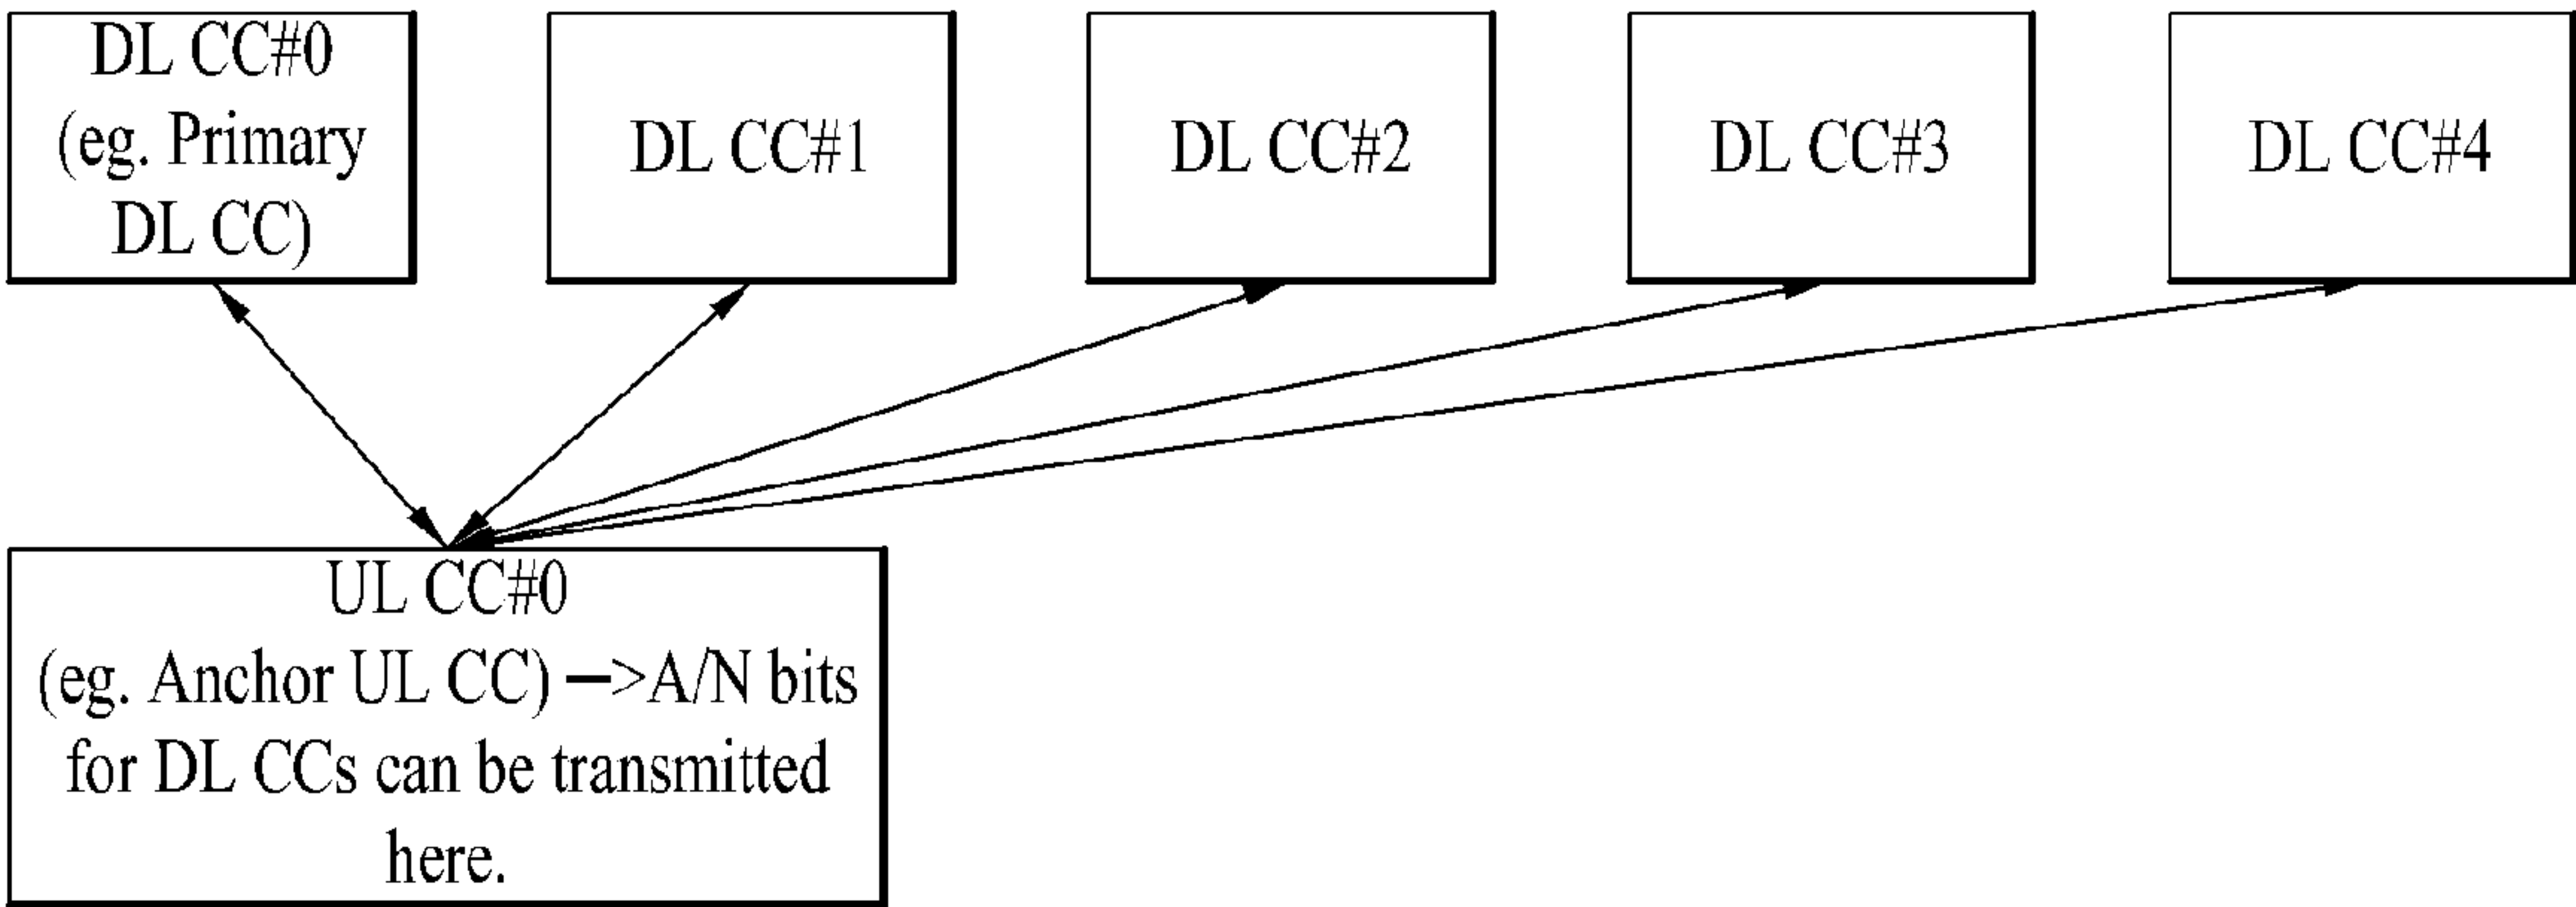 DL CC#0
(eg. Primary
DL CC)
DL CC#1
DL CC#2
DL CC#3
DL CC#4
UL CC#0
(eg. Anchor UL CC) —>A/N bits
for DL CCs can be transmitted
here.